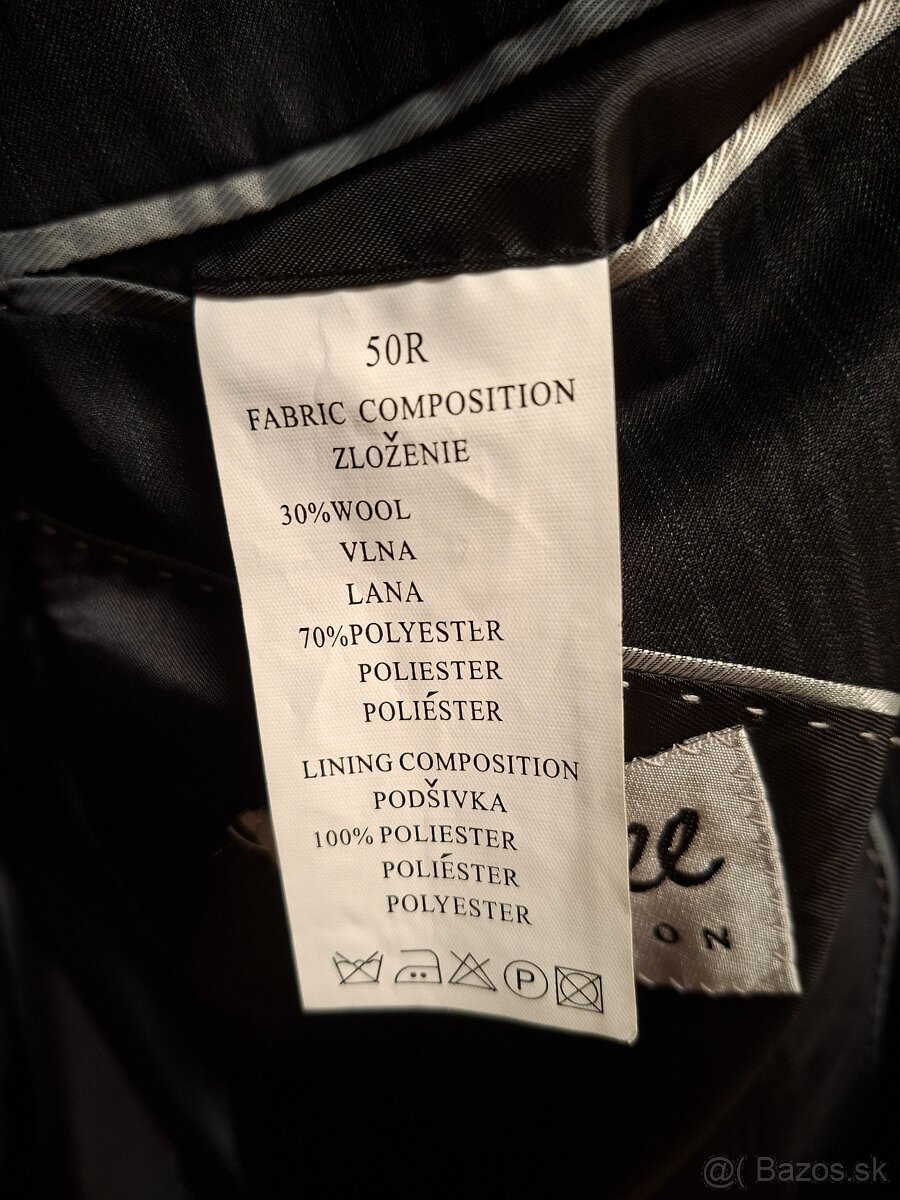 50R
FABRIC COMPOSITION
ZLOŽENIE
30%WOOL
VLNA
LANA
70%POLYESTER
POLIESTER
POLIÉSTER
LINING COMPOSITION
PODŠIVKA
100% POLIESTER
POLIÉSTER
POLYESTER
P
@( Bazos.sk